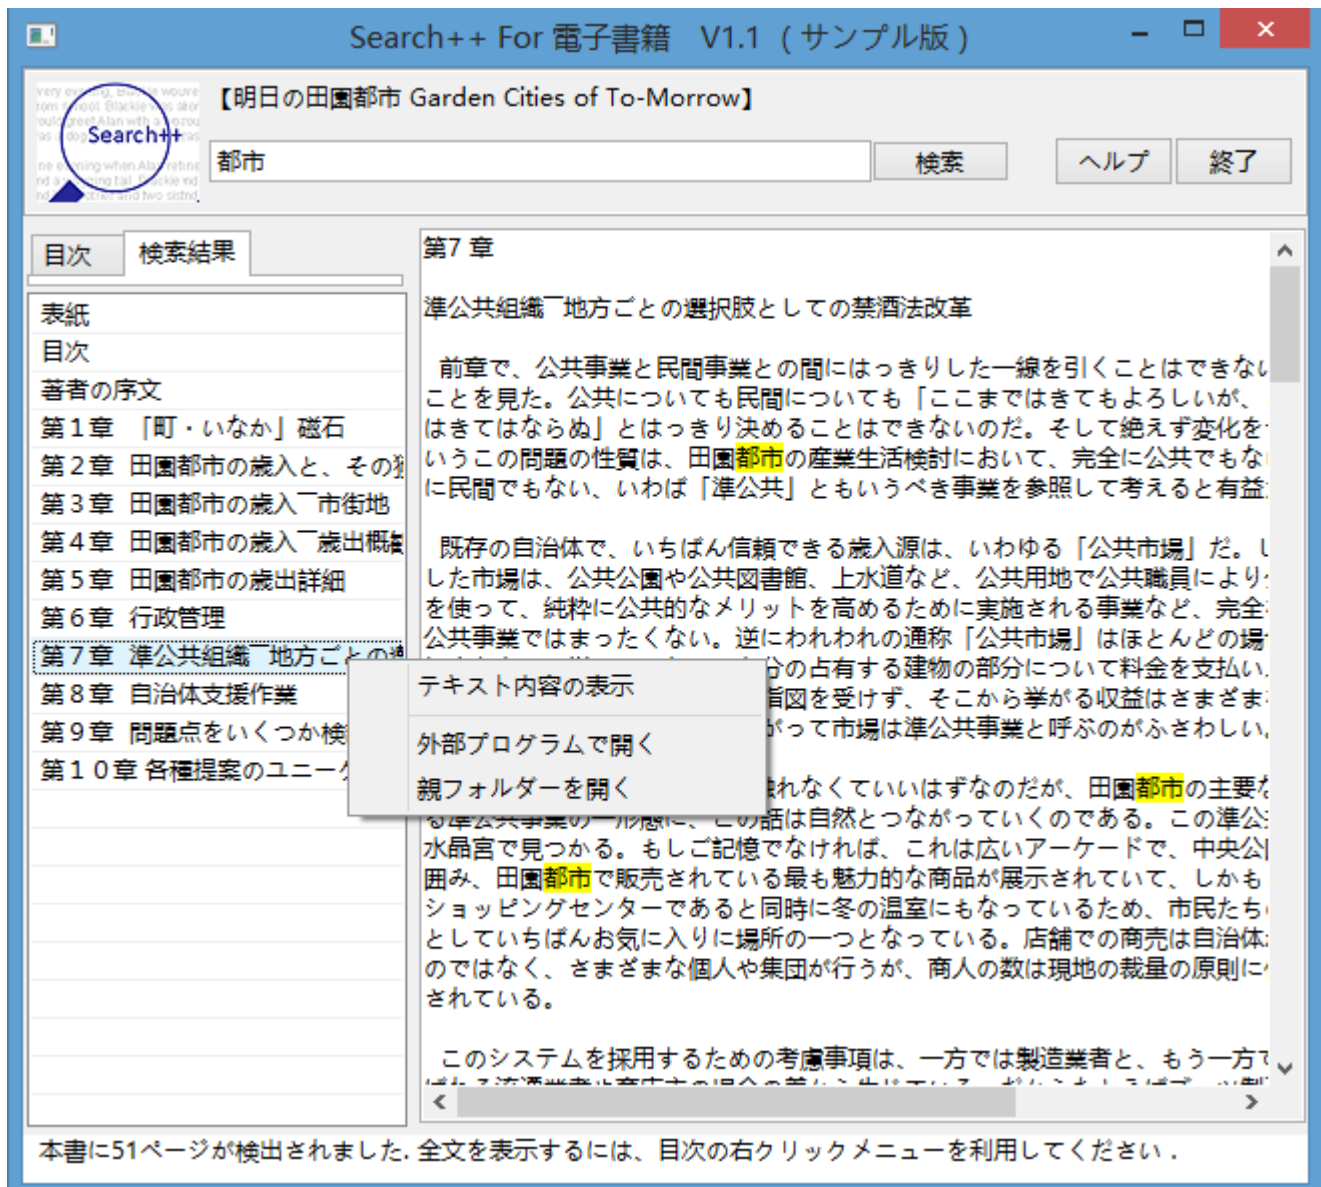 Search++ For 電子書籍 V1.1 (サンプル版)
Search++
【明日の田園都市 Garden Cities of To-Morrow】
都市
検索
ヘルプ
終了
目次
検索結果
表紙
目次
著者の序文
第1章 「町・いなか」磁石
第2章 田園都市の歳入と、その
第3章 田園都市の歳入￣市街地
第4章 田園都市の歳入￣歳出概
第5章 田園都市の歳出詳細
第6章 行政管理
第7章 準公共組織￣地方ごとの
第8章 自治体支援作業
第9章 問題点をいくつか検
第10章 各種提案のユニーク
テキスト内容の表示
外部プログラムで開く
親フォルダーを開く
第7 章
準公共組織￣地方ごとの選択肢としての禁酒法改革
前章で、公共事業と民間事業との間にはっきりした一線を引くことはできない
ことを見た。公共についても民間についても「ここまではきてもよろしいが、
はきてはならぬ」とはっきり決めることはできないのだ。そして絶えず変化を
いうこの問題の性質は、田園都市の産業生活検討において、完全に公共でもな
に民間でもない、いわば「準公共」ともいうべき事業を参照して考えると有益
既存の自治体で、いちばん信頼できる歳入源は、いわゆる「公共市場」だ。し
した市場は、公共公園や公共図書館、上水道など、公共用地で公共職員により
を使って、純粋に公共的なメリットを高めるために実施される事業など、完全
公共事業ではまったくない。逆にわれわれの通称「公共市場」はほとんどの場
分の占有する建物の部分について料金を支払い
指図を受けず、そこから挙がる収益はさまざま
がって市場は準公共事業と呼ぶのがふさわしい。
触れなくていいはずなのだが、田園都市の主要な
る準公共事業の一形態に、この話は自然とつながっていくのである。この準公
水晶宮で見つかる。もしご記憶でなければ、これは広いアーケードで、中央公
囲み、田園都市で販売されている最も魅力的な商品が展示されていて、しかも
ショッピングセンターであると同時に冬の温室にもなっているため、市民たち
としていちばんお気に入りに場所の一つとなっている。店舗での商売は自治体
のではなく、さまざまな個人や集団が行うが、商人の数は現地の裁量の原則に
されている。
このシステムを採用するための考慮事項は、一方では製造業者と、もう一方で
本書に51ページが検出されました. 全文を表示するには、目次の右クリックメニューを利用してください .